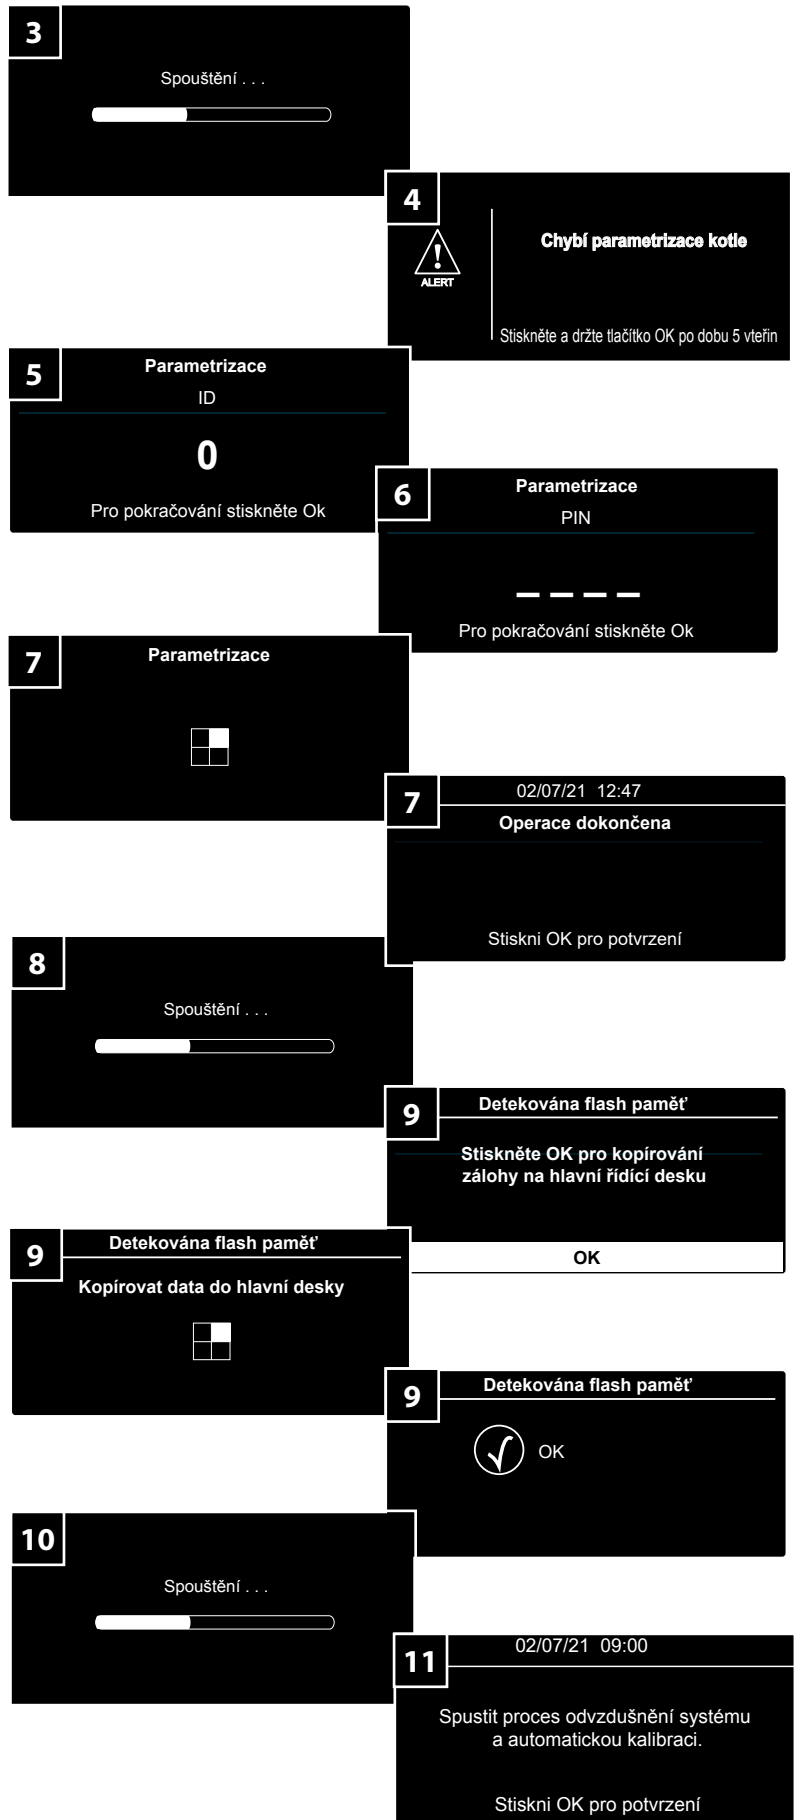 3
Spouštění . . .
4
ALERT
Chybí parametrizace kotle
Stiskněte a držte tlačítko OK po dobu 5 vteřin
5
Parametrizace
ID
0
Pro pokračování stiskněte Ok
6
Parametrizace
PIN
_ _ _ _
Pro pokračování stiskněte Ok
7
Parametrizace
7
02/07/21 12:47
Operace dokončena
Stiskni OK pro potvrzení
8
Spouštění . . .
9
Detekována flash paměť
Stiskněte OK pro kopírování
zálohy na hlavní řídící desku
OK
9
Detekována flash paměť
Kopírovat data do hlavní desky
9
Detekována flash paměť
OK
10
Spouštění . . .
11
02/07/21 09:00
Spustit proces odvzdušnění systému
a automatickou kalibraci.
Stiskni OK pro potvrzení